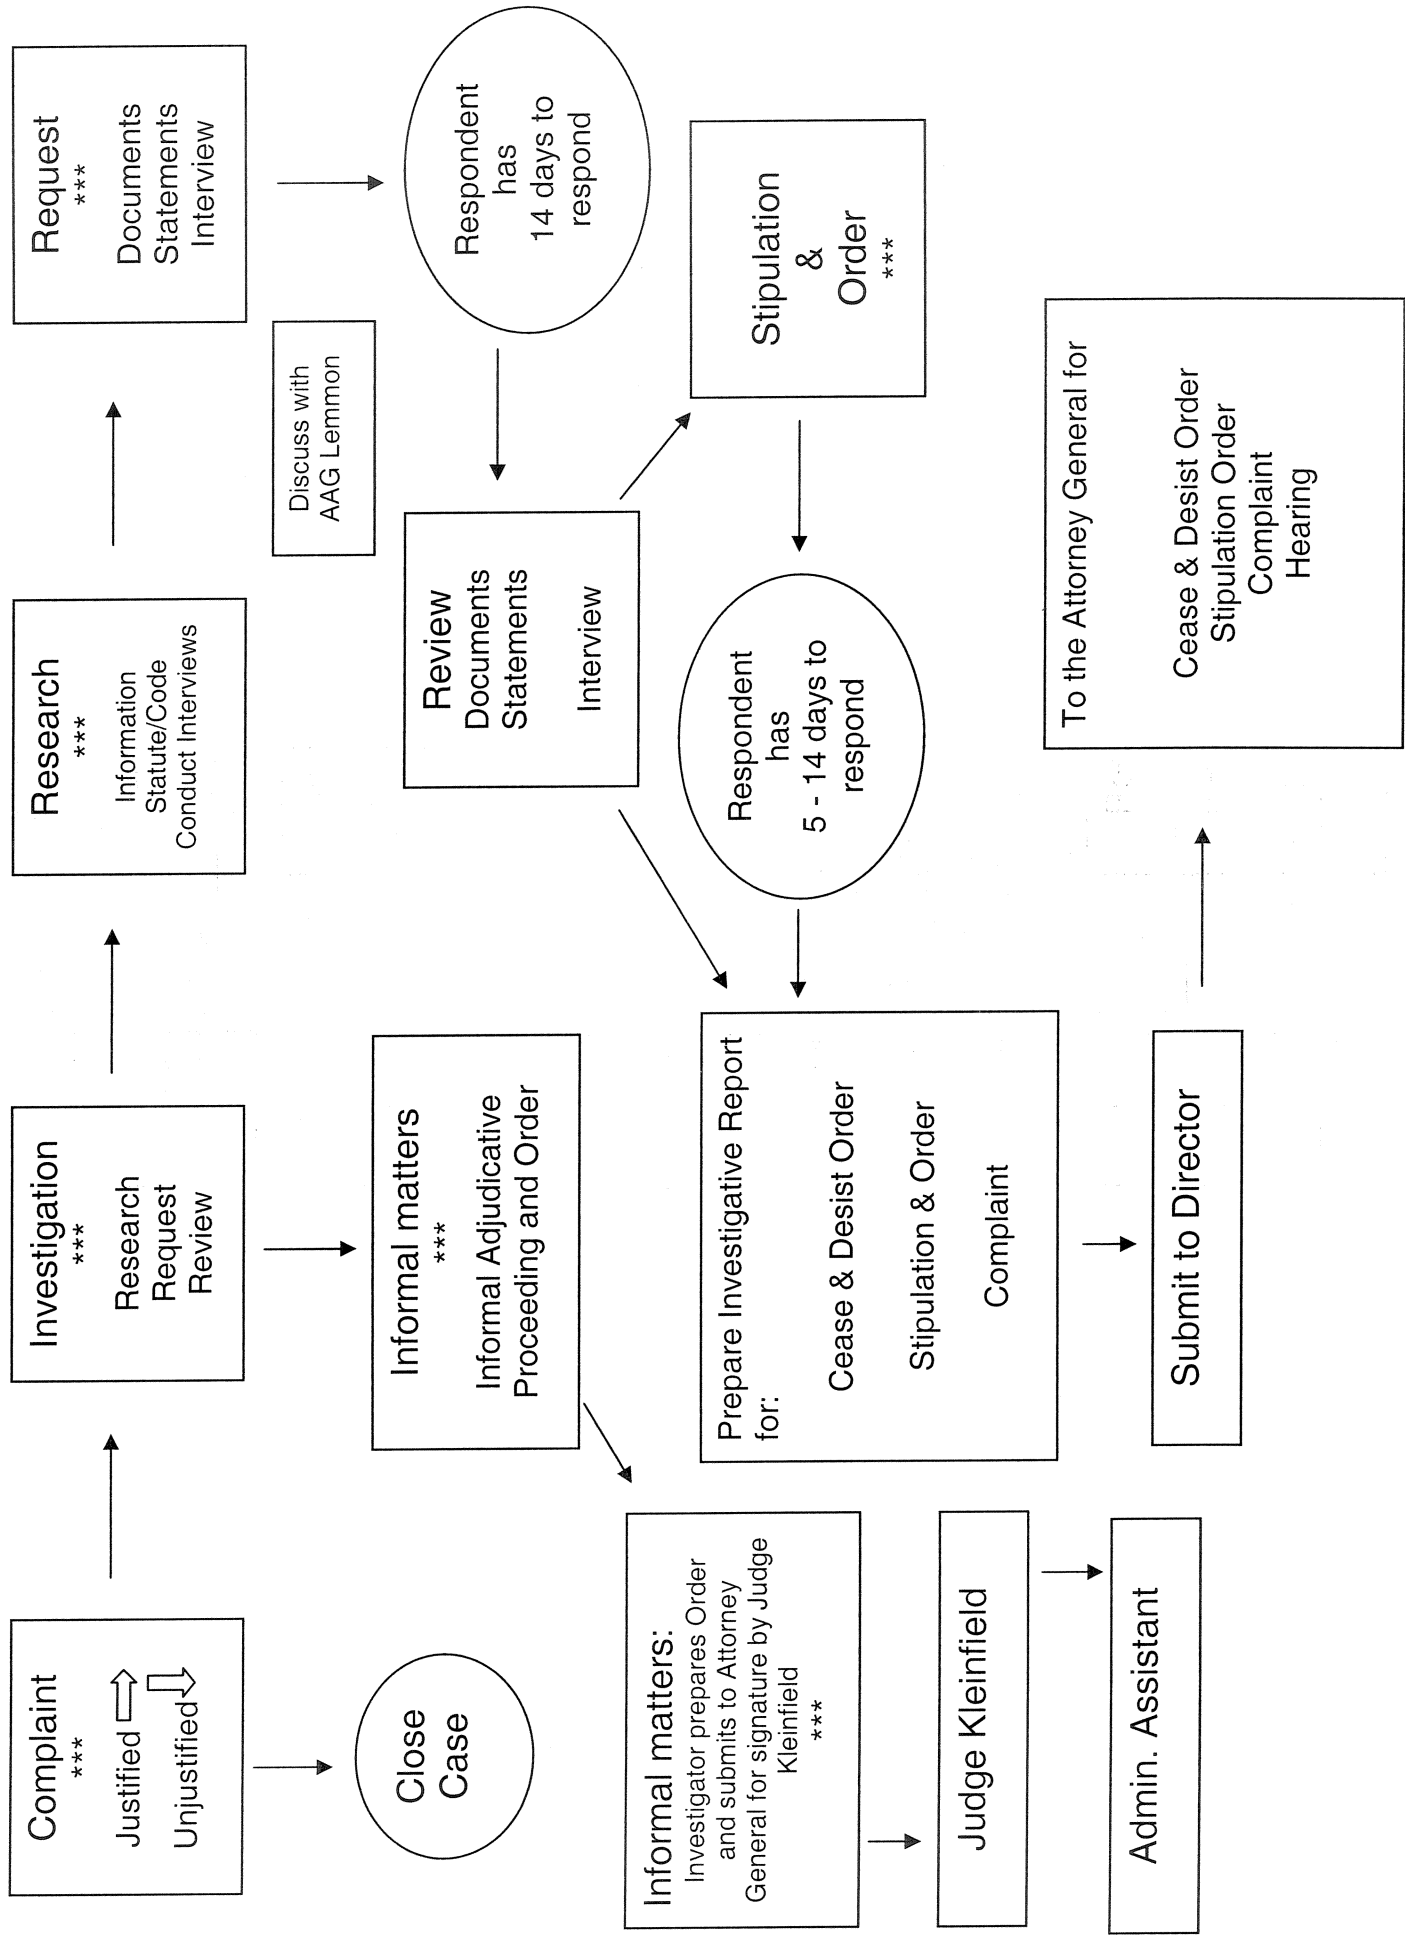 Complaint
***
Justified
Unjustified
Investigation
***
Research
Request
Review
Research
***
Information
Statute/Code
Conduct Interviews
Request
***
Documents
Statements
Interview
Discuss with
AAG Lemmon
Close
Case
Informal matters
***
Informal Adjudicative
Proceeding and Order
Review
Documents
Statements
Interview
Respondent
has
14 days to
respond
Informal matters:
Investigator prepares Order
and submits to Attorney
General for signature by Judge
Kleinfield
***
Prepare Investigative Report
for:
Cease & Desist Order
Stipulation & Order
Complaint
Respondent
has
5 - 14 days to
respond
Stipulation
&
Order
***
Judge Kleinfield
Admin. Assistant
Submit to Director
To the Attorney General for
Cease & Desist Order
Stipulation Order
Complaint
Hearing